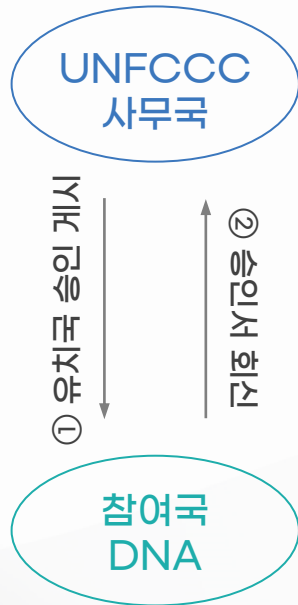 UNFCCC
사무국
① 유치국 승인 게시
② 승인서 회신
참여국
DNA